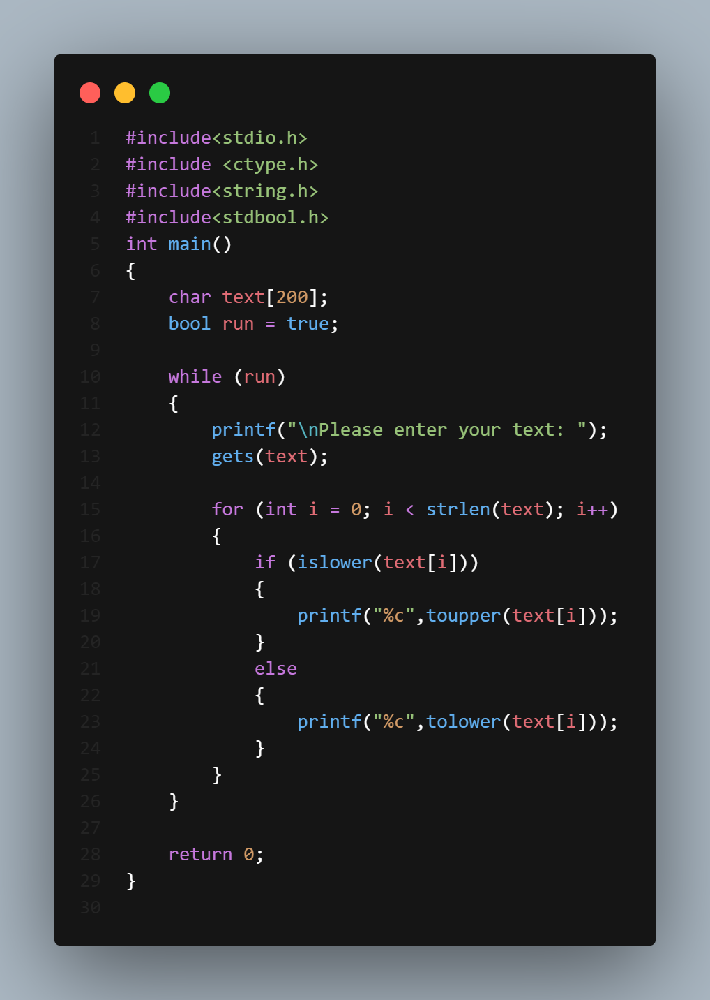 1 #include<stdio.h>
2 #include <ctype.h>
3 #include<string.h>
4 #include<stdbool.h>
5 int main()
6 {
7     char text[200];
8     bool run = true;
9
10     while (run)
11     {
12         printf("\nPlease enter your text: ");
13         gets(text);
14
15         for (int i = 0; i < strlen(text); i++)
16         {
17             if (islower(text[i]))
18             {
19                 printf("%c",toupper(text[i]));
20             }
21             else
22             {
23                 printf("%c",tolower(text[i]));
24             }
25         }
26     }
27
28     return 0;
29 }
30